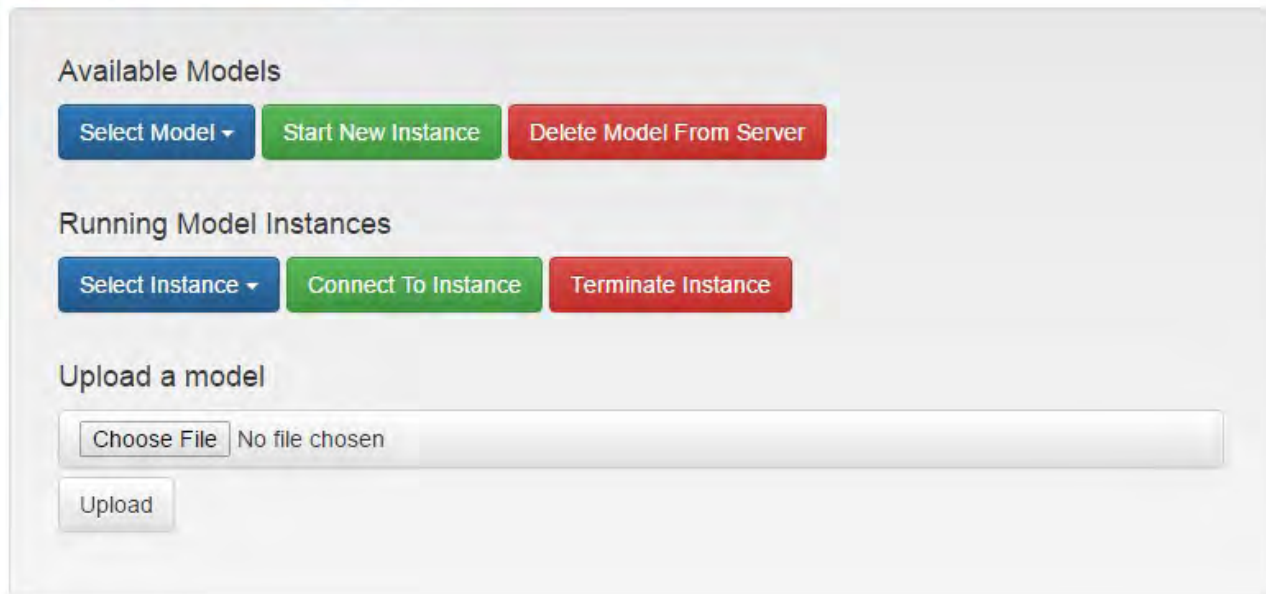 Available Models
Select Model Start New Instance Delete Model From Server
Running Model Instances
Select Instance Connect To Instance Terminate Instance
Upload a model
Choose File No file chosen
Upload